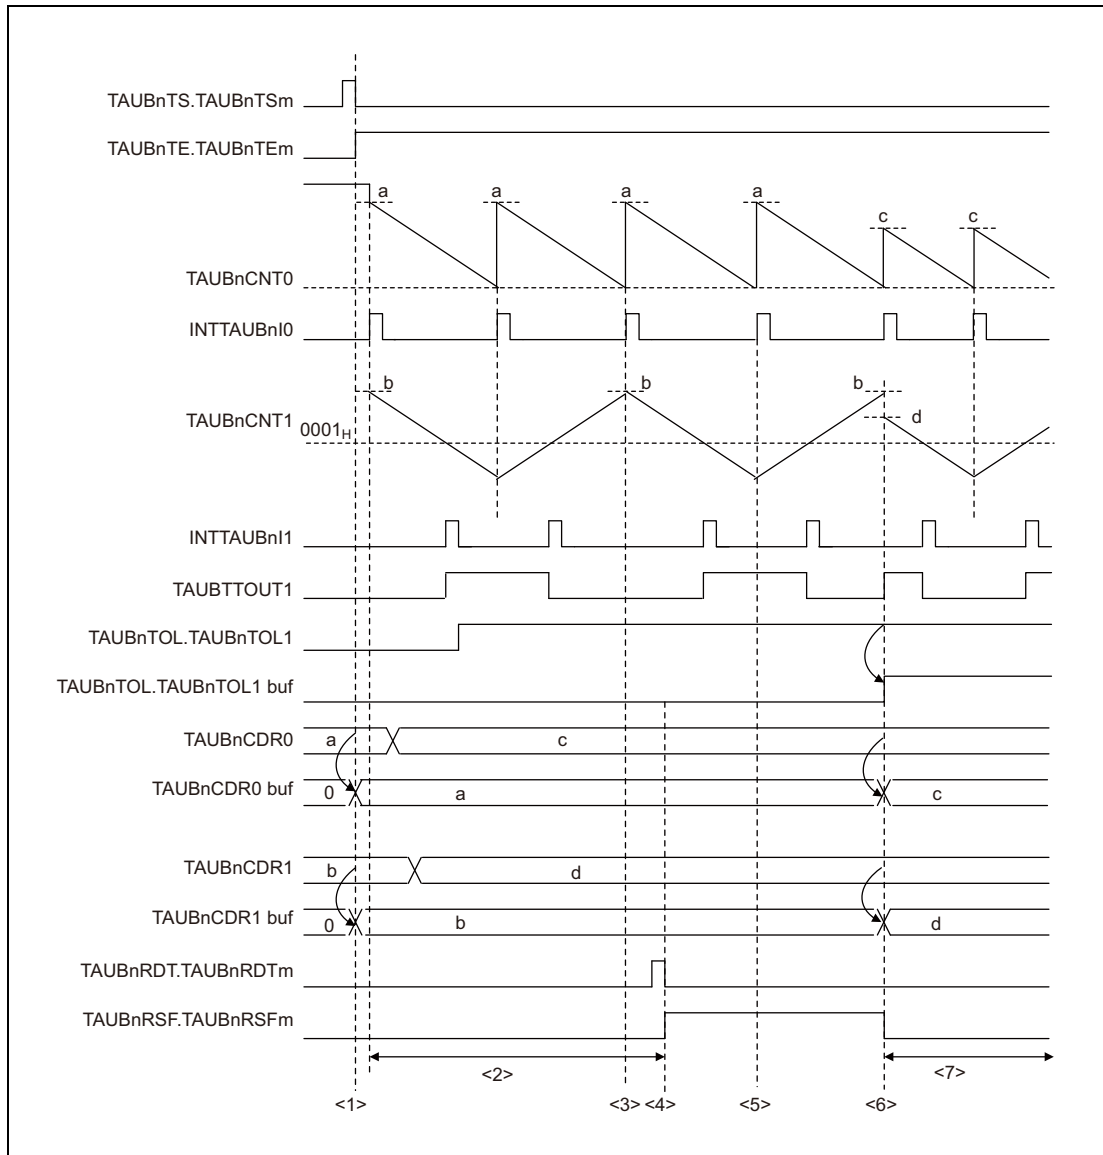 TAUBnTS.TAUBnTSm
TAUBnTE.TAUBnTEm
a a a a
c c
TAUBnCNT0
INTTAUBnI0
b b b
TAUBnCNT1
d
0001H
INTTAUBnI1
TAUBTTOUT1
TAUBnTOL.TAUBnTOL1
TAUBnTOL.TAUBnTOL1 buf
TAUBnCDR0 a c
TAUBnCDR0 buf 0 a c
TAUBnCDR1 b d
TAUBnCDR1 buf 0 b d
TAUBnRDT.TAUBnRDTm
TAUBnRSF.TAUBnRSFm
<2> <7>
<1> <3> <4> <5> <6>